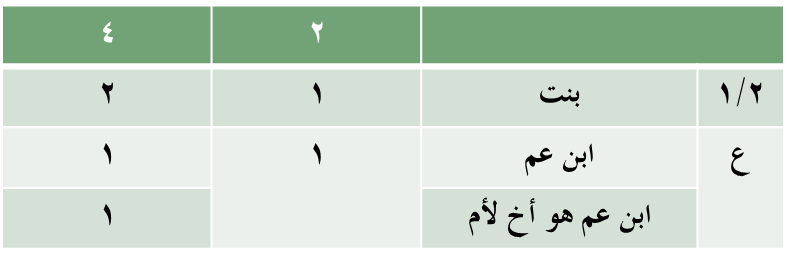 ٢ ٤
١/٢ بنت ١ ٢
ع ابن عم ١ ١
ابن عم هو أخ لأم ١